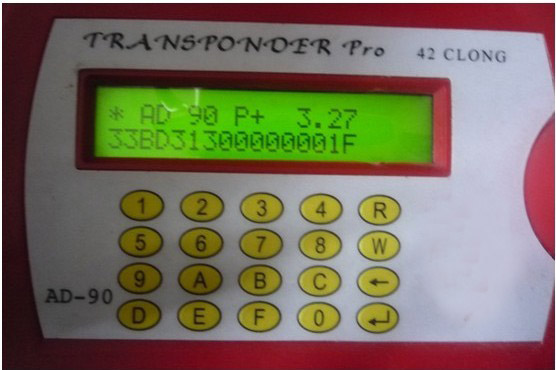 TRANSPONDER Pro 42 CLONG
* AD 90 P+ 3.27
33BD31300000001F
1 2 3 4 R
5 6 7 8 W
9 A B C ←
AD-90
D E F 0 ↵